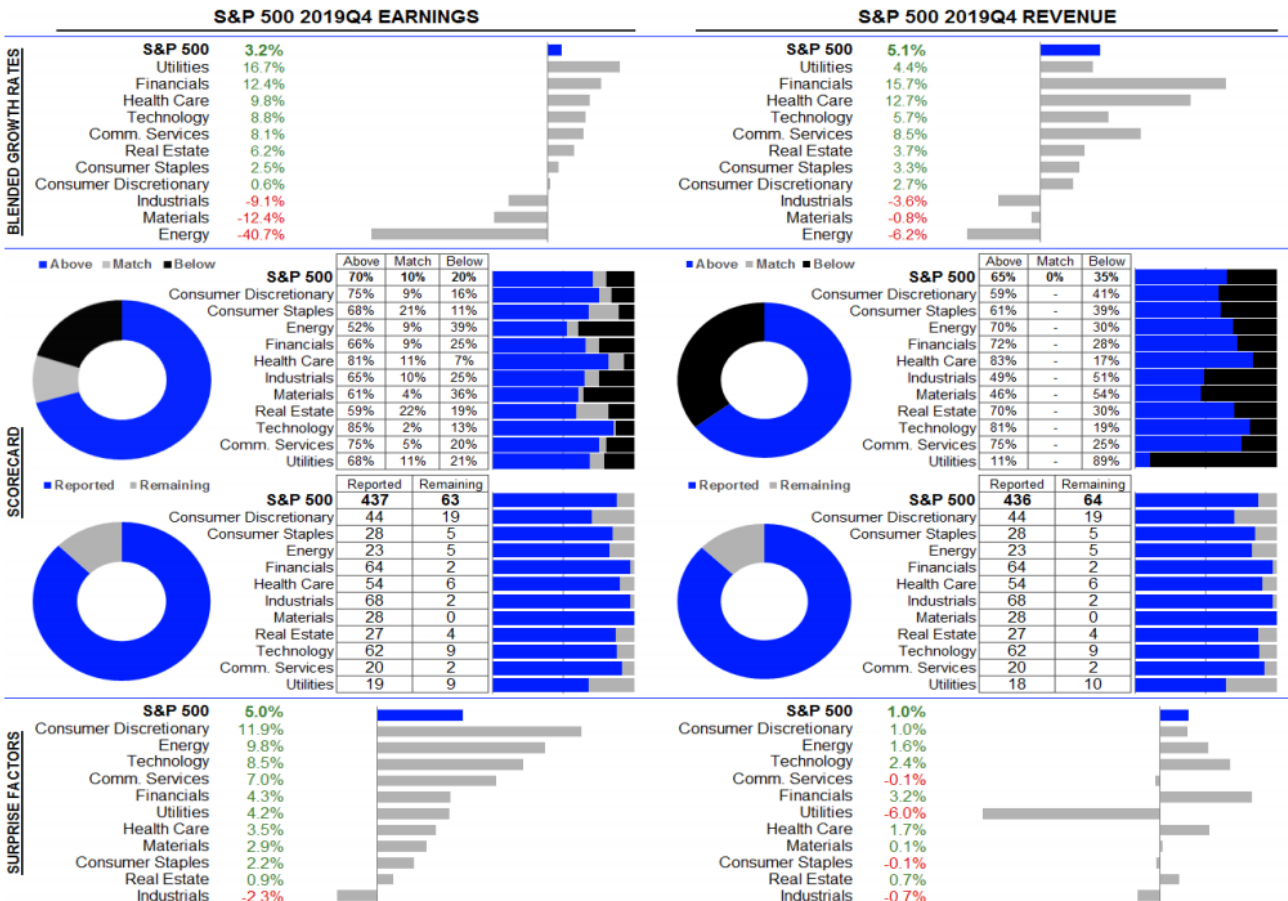 S&P 500 2019Q4 EARNINGS
S&P 500 2019Q4 REVENUE
BLENDED GROWTH RATES
S&P 500 3.2%
Utilities 16.7%
Financials 12.4%
Health Care 9.8%
Technology 8.8%
Comm. Services 8.1%
Real Estate 6.2%
Consumer Staples 2.5%
Consumer Discretionary 0.6%
Industrials -9.1%
Materials -12.4%
Energy -40.7%
S&P 500 5.1%
Utilities 4.4%
Financials 15.7%
Health Care 12.7%
Technology 5.7%
Comm. Services 8.5%
Real Estate 3.7%
Consumer Staples 3.3%
Consumer Discretionary 2.7%
Industrials -3.6%
Materials -0.8%
Energy -6.2%
SCORECARD
Above Match Below
Above Match Below
S&P 500 70% 10% 20%
Consumer Discretionary 75% 9% 16%
Consumer Staples 68% 21% 11%
Energy 52% 9% 39%
Financials 66% 9% 25%
Health Care 81% 11% 7%
Industrials 65% 10% 25%
Materials 61% 4% 36%
Real Estate 59% 22% 19%
Technology 85% 2% 13%
Comm. Services 75% 5% 20%
Utilities 68% 11% 21%
Above Match Below
Above Match Below
S&P 500 65% 0% 35%
Consumer Discretionary 59% - 41%
Consumer Staples 61% - 39%
Energy 70% - 30%
Financials 72% - 28%
Health Care 83% - 17%
Industrials 49% - 51%
Materials 46% - 54%
Real Estate 70% - 30%
Technology 81% - 19%
Comm. Services 75% - 25%
Utilities 11% - 89%
Reported Remaining
Reported Remaining
S&P 500 437 63
Consumer Discretionary 44 19
Consumer Staples 28 5
Energy 23 5
Financials 64 2
Health Care 54 6
Industrials 68 2
Materials 28 0
Real Estate 27 4
Technology 62 9
Comm. Services 20 2
Utilities 19 9
Reported Remaining
Reported Remaining
S&P 500 436 64
Consumer Discretionary 44 19
Consumer Staples 28 5
Energy 23 5
Financials 64 2
Health Care 54 6
Industrials 68 2
Materials 28 0
Real Estate 27 4
Technology 62 9
Comm. Services 20 2
Utilities 18 10
SURPRISE FACTORS
S&P 500 5.0%
Consumer Discretionary 11.9%
Energy 9.8%
Technology 8.5%
Comm. Services 7.0%
Financials 4.3%
Utilities 4.2%
Health Care 3.5%
Materials 2.9%
Consumer Staples 2.2%
Real Estate 0.9%
Industrials -2.3%
S&P 500 1.0%
Consumer Discretionary 1.0%
Energy 1.6%
Technology 2.4%
Comm. Services -0.1%
Financials 3.2%
Utilities -6.0%
Health Care 1.7%
Materials 0.1%
Consumer Staples -0.1%
Real Estate 0.7%
Industrials -0.7%